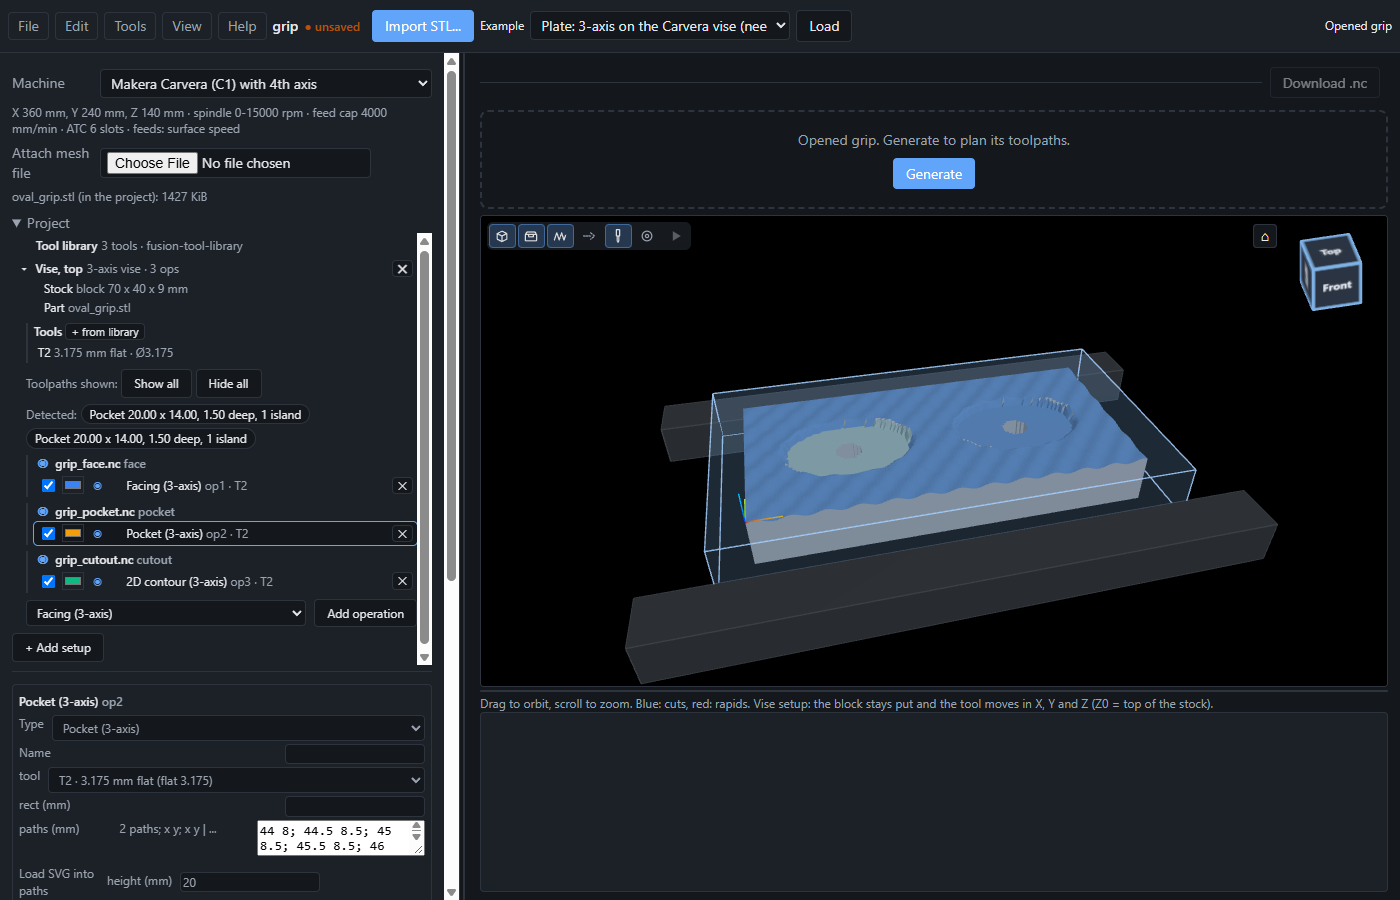 File Edit Tools View Help grip • unsaved Import STL... Example Plate: 3-axis on the Carvera vise (nee Load Opened grip
Machine Makera Carvera (C1) with 4th axis
X 360 mm, Y 240 mm, Z 140 mm · spindle 0-15000 rpm · feed cap 4000
mm/min · ATC 6 slots · feeds: surface speed
Attach mesh
file
Choose File No file chosen
oval_grip.stl (in the project): 1427 KiB
Project
Tool library 3 tools · fusion-tool-library
Vise, top 3-axis vise · 3 ops
Stock block 70 x 40 x 9 mm
Part oval_grip.stl
Tools + from library
T2 3.175 mm flat · Ø3.175
Toolpaths shown: Show all Hide all
Detected: Pocket 20.00 x 14.00, 1.50 deep, 1 island
Pocket 20.00 x 14.00, 1.50 deep, 1 island
grip_face.nc face
Facing (3-axis) op1 · T2
grip_pocket.nc pocket
Pocket (3-axis) op2 · T2
grip_cutout.nc cutout
2D contour (3-axis) op3 · T2
Facing (3-axis) Add operation
+ Add setup
Pocket (3-axis) op2
Type Pocket (3-axis)
Name
tool T2 · 3.175 mm flat (flat 3.175)
rect (mm)
paths (mm) 2 paths; x y; x y | ...
44 8; 44.5 8.5; 45
8.5; 45.5 8.5; 46
Load SVG into
paths
height (mm) 20
Download .nc
Opened grip. Generate to plan its toolpaths.
Generate
Top
Front
Drag to orbit, scroll to zoom. Blue: cuts, red: rapids. Vise setup: the block stays put and the tool moves in X, Y and Z (Z0 = top of the stock).